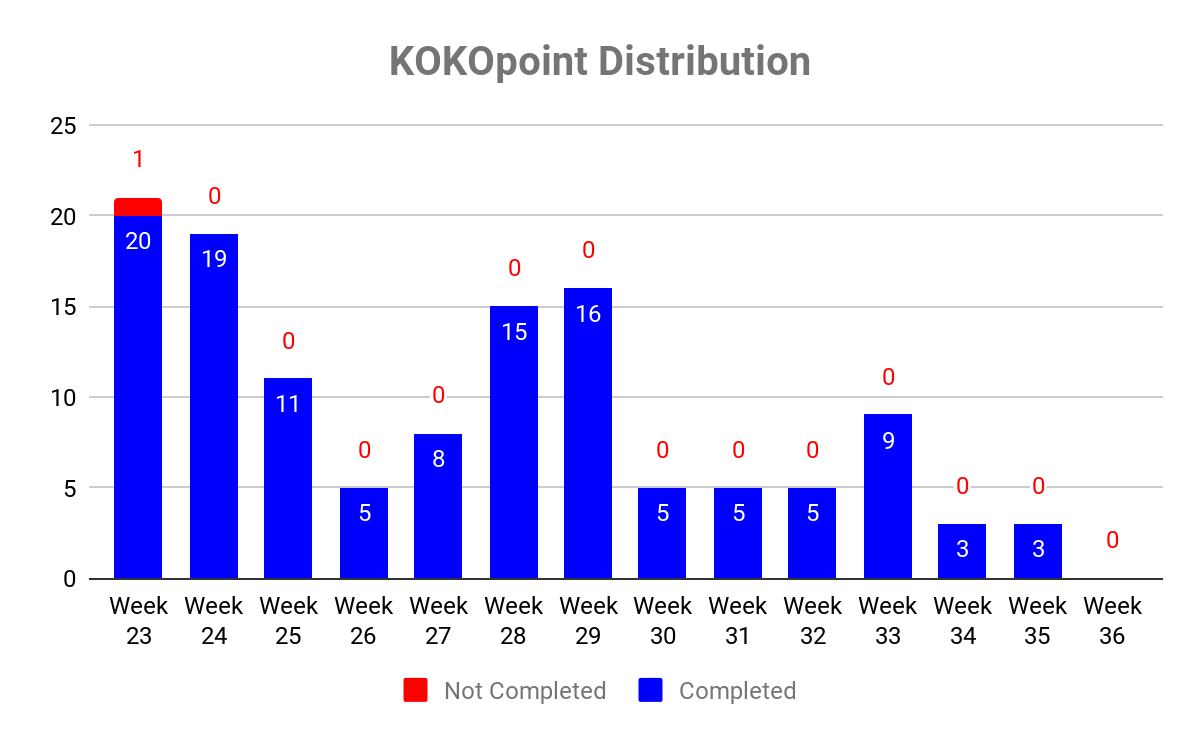 KOKOpoint Distribution
25
20
15
10
5
0
1
0
0
0
0
0
0
0
0
0
0
0
0
0
20
19
11
5
8
15
16
5
5
5
9
3
3
Week 23
Week 24
Week 25
Week 26
Week 27
Week 28
Week 29
Week 30
Week 31
Week 32
Week 33
Week 34
Week 35
Week 36
Not Completed
Completed